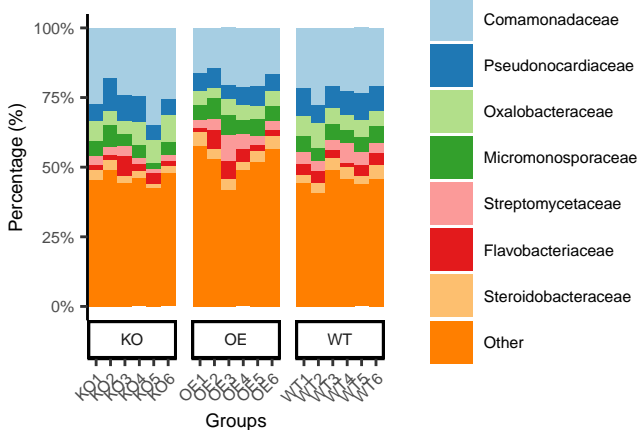 Percentage (%)
100%
75%
50%
25%
0%
KO
OE
WT
KO1
KO2
KO3
KO4
KO5
KO6
OE1
OE2
OE3
OE4
OE5
OE6
WT1
WT2
WT3
WT4
WT5
WT6
Groups
Comamonadaceae
Pseudonocardiaceae
Oxalobacteraceae
Micromonosporaceae
Streptomycetaceae
Flavobacteriaceae
Steroidobacteraceae
Other